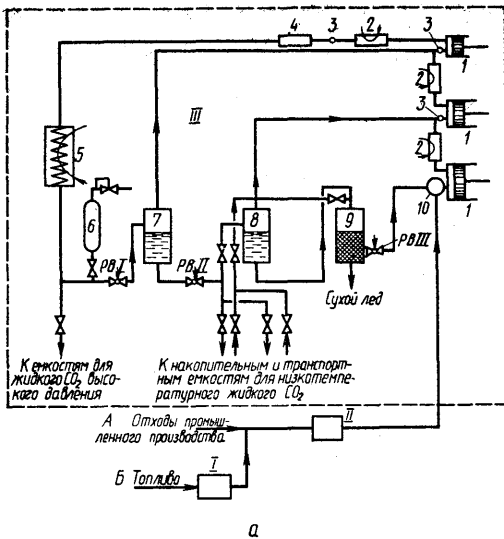 4 3 2 3
1
2
3
1
2
III
5
6
7
8
9
10
1
РВ I
РВ II
РВ III
Сухой лед
К емкостям для
жидкого CO2 высо-
кого давления
К накопительным и транспорт-
ным емкостям для низкотемпе-
ратурного жидкого CO2
А Отходы промыш-
ленного производства
II
Б Топливо
I
а